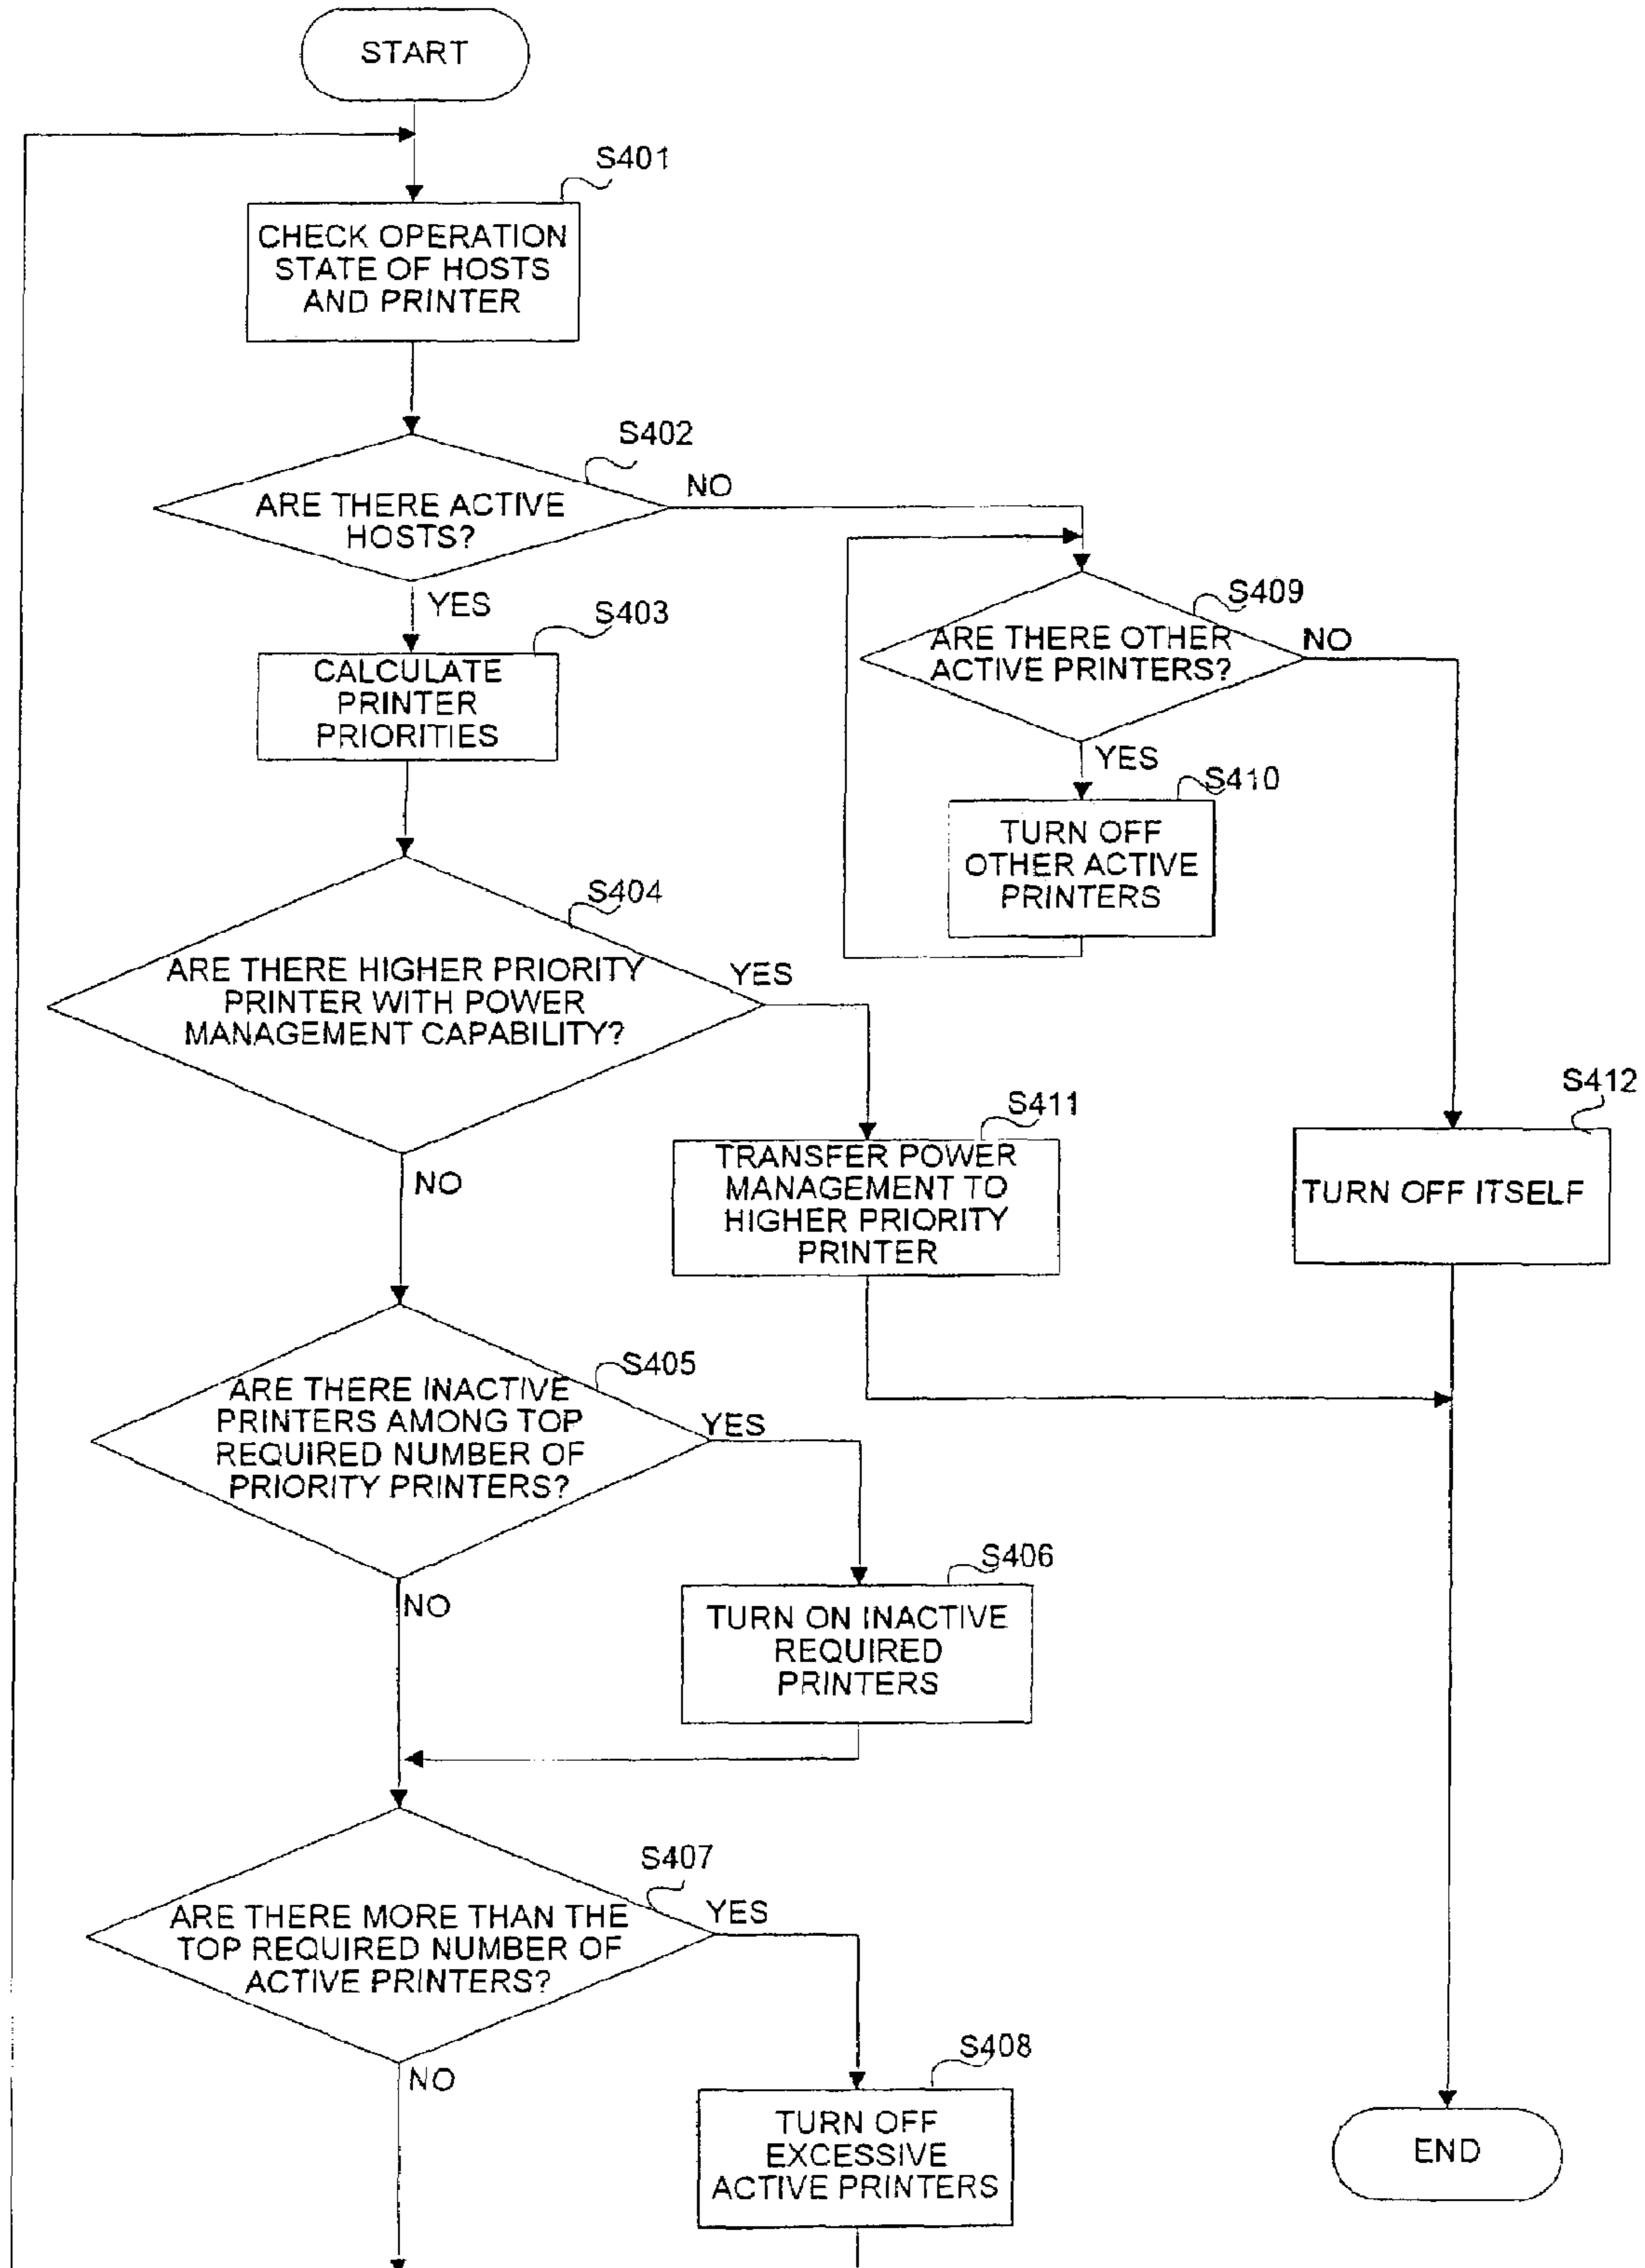 START
S401
CHECK OPERATION
STATE OF HOSTS
AND PRINTER
S402
ARE THERE ACTIVE
HOSTS?
NO
YES
S403
CALCULATE
PRINTER
PRIORITIES
S409
ARE THERE OTHER
ACTIVE PRINTERS?
NO
YES
S410
TURN OFF
OTHER ACTIVE
PRINTERS
S404
ARE THERE HIGHER PRIORITY
PRINTER WITH POWER
MANAGEMENT CAPABILITY?
YES
NO
S411
TRANSFER POWER
MANAGEMENT TO
HIGHER PRIORITY
PRINTER
S412
TURN OFF ITSELF
S405
ARE THERE INACTIVE
PRINTERS AMONG TOP
REQUIRED NUMBER OF
PRIORITY PRINTERS?
YES
NO
S406
TURN ON INACTIVE
REQUIRED
PRINTERS
S407
ARE THERE MORE THAN THE
TOP REQUIRED NUMBER OF
ACTIVE PRINTERS?
YES
NO
S408
TURN OFF
EXCESSIVE
ACTIVE PRINTERS
END